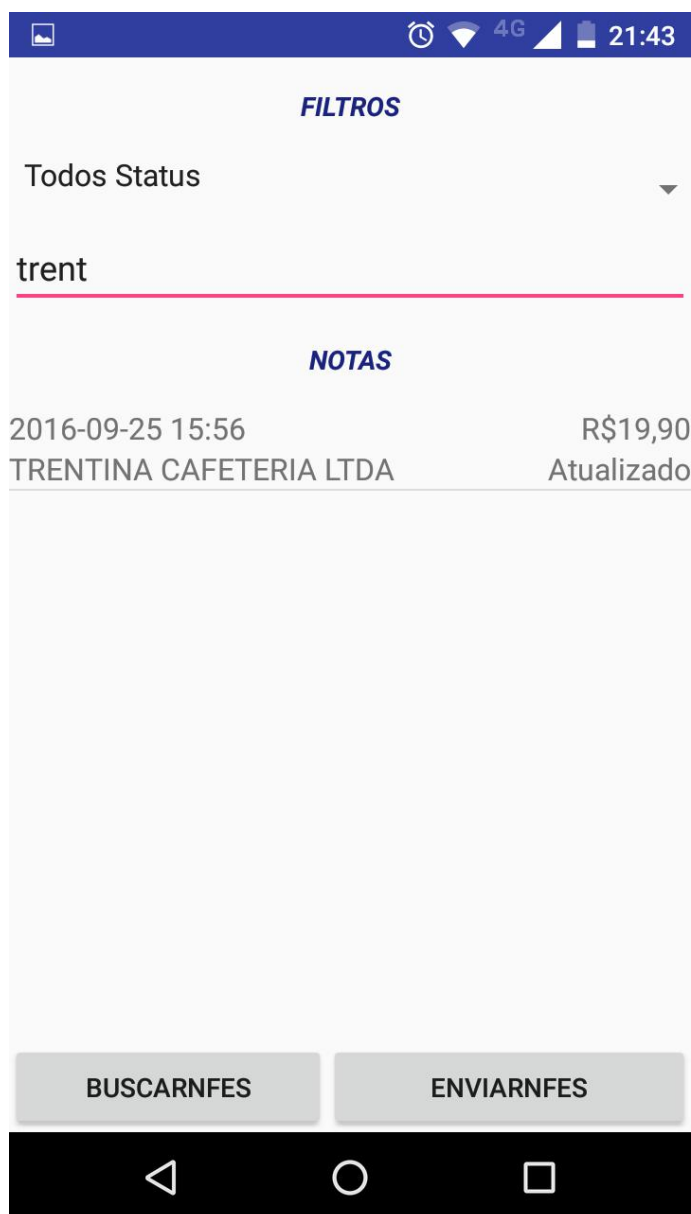 4G 21:43
FILTROS
Todos Status
trent
NOTAS
2016-09-25 15:56 R$19,90
TRENTINA CAFETERIA LTDA Atualizado
BUSCARNFES ENVIARNFES